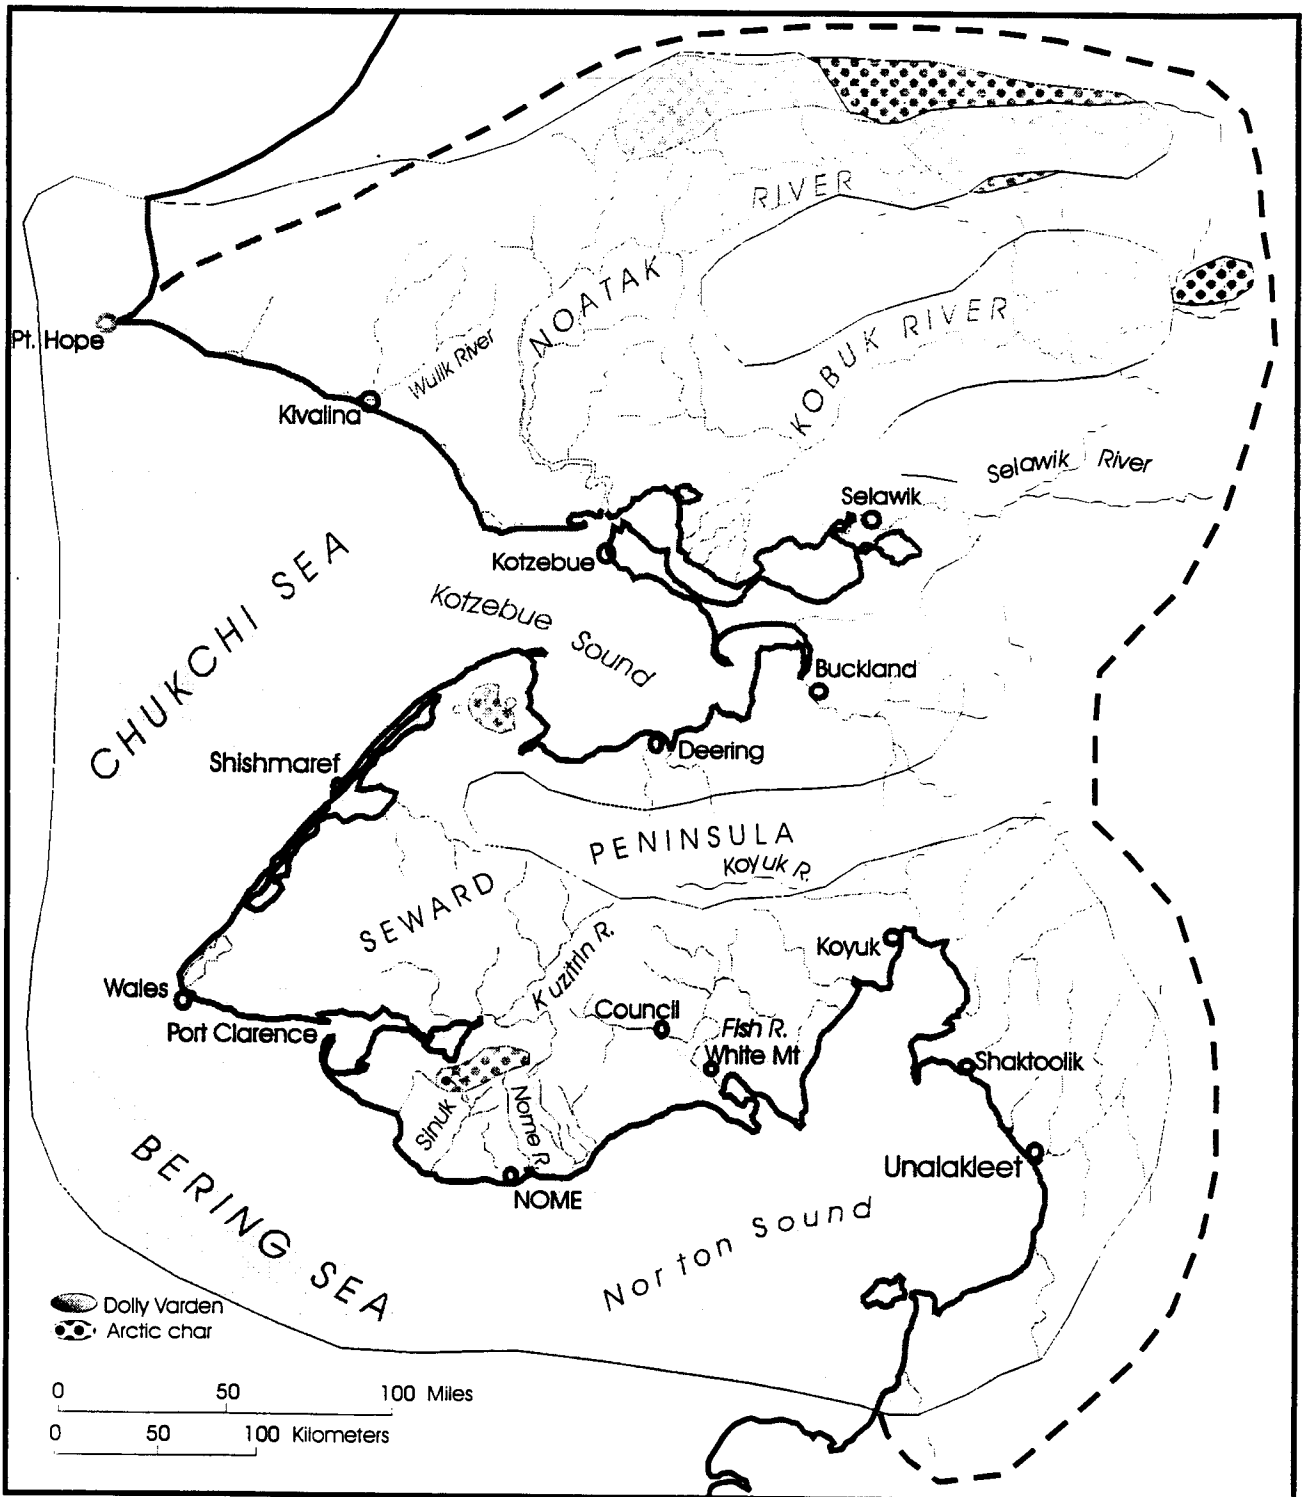 RIVER
NOATAK
KOBUK RIVER
Pt. Hope
Wulik River
Kivalina
Selawik River
Selawik
Kotzebue
CHUKCHI SEA
Kotzebue Sound
Buckland
Shishmaref
Deering
PENINSULA
Koyuk R.
SEWARD
Kuzitrin R.
Koyuk
Wales
Port Clarence
Council
Fish R.
White Mt
Shaktoolik
Sinuk
Nome R.
Unalakleet
NOME
BERING SEA
Norton Sound
Dolly Varden
Arctic char
0 50 100 Miles
0 50 100 Kilometers